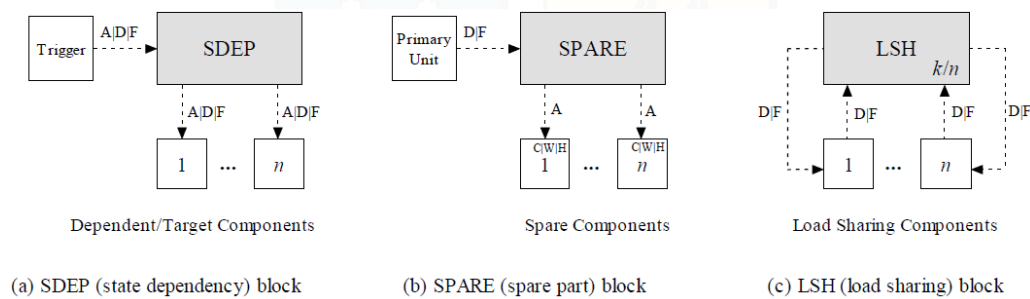 Trigger
A|D|F
SDEP
A|D|F
A|D|F
1
...
n
Dependent/Target Components
(a) SDEP (state dependency) block
Primary
Unit
D|F
SPARE
A
A
C|W|H
1
...
C|W|H
n
Spare Components
(b) SPARE (spare part) block
LSH
k/n
D|F
D|F
D|F
D|F
1
...
n
Load Sharing Components
(c) LSH (load sharing) block